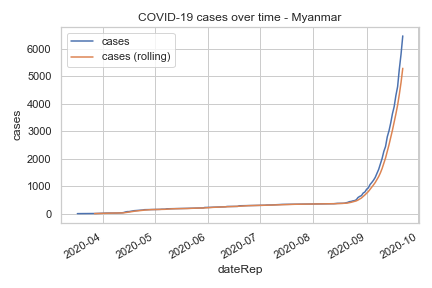 COVID-19 cases over time - Myanmar
cases
cases (rolling)
6000
5000
4000
3000
2000
1000
0
cases
2020-04
2020-05
2020-06
2020-07
2020-08
2020-09
2020-10
dateRep